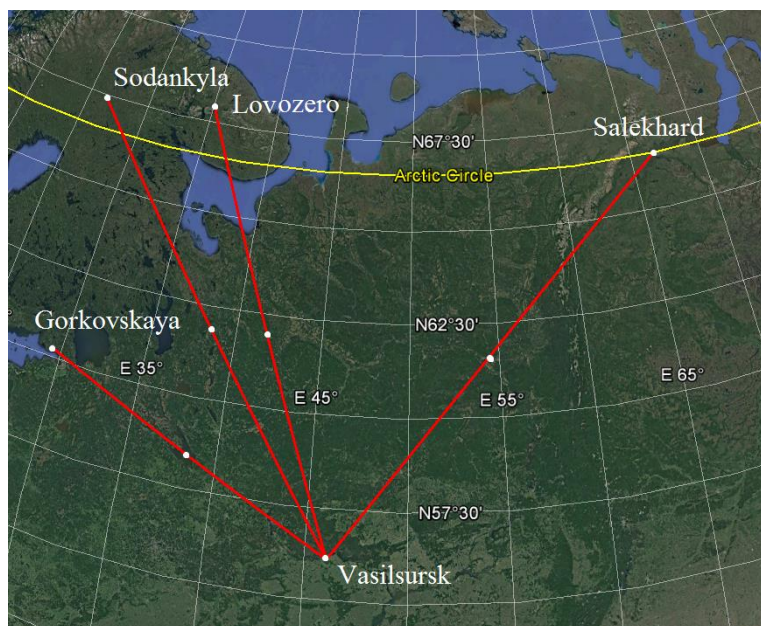 Sodankyla
Lovozero
Salekhard
N67°30'
Arctic Circle
Gorkovskaya
N62°30'
E 35°
E 45°
E 55°
E 65°
N57°30'
Vasilsursk